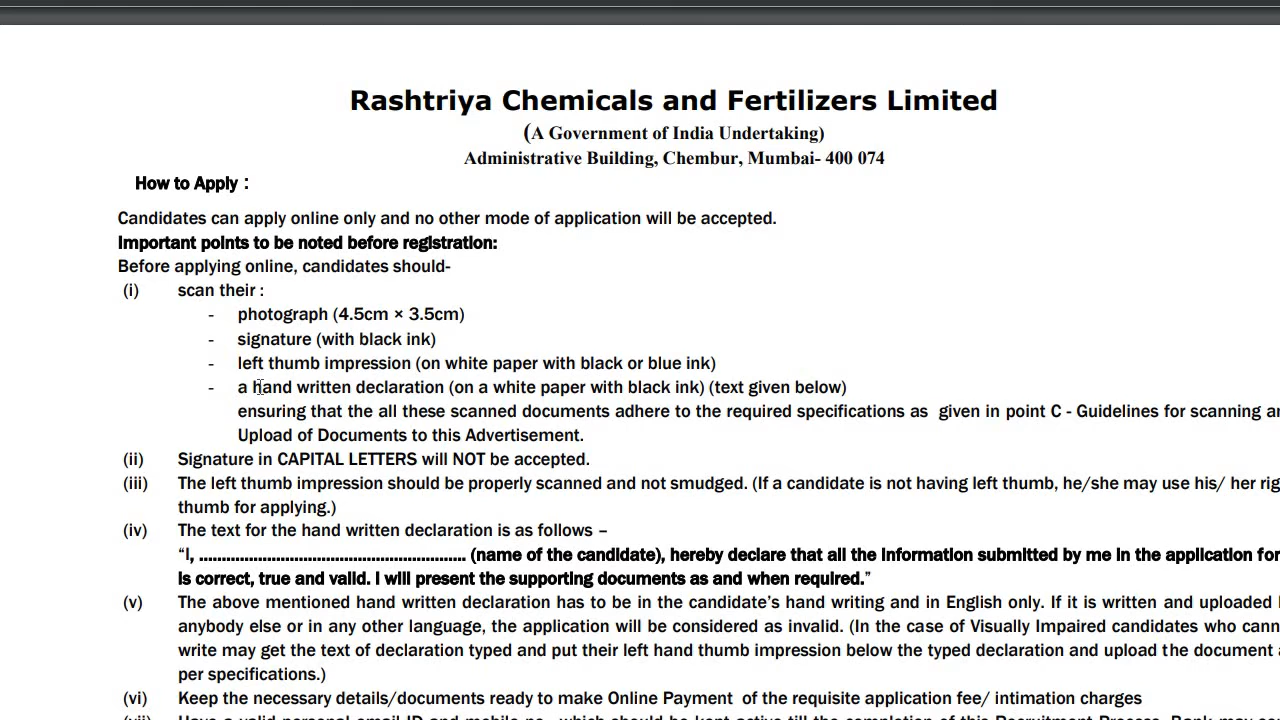 Rashtriya Chemicals and Fertilizers Limited
(A Government of India Undertaking)
Administrative Building, Chembur, Mumbai- 400 074
How to Apply :
Candidates can apply online only and no other mode of application will be accepted.
Important points to be noted before registration:
Before applying online, candidates should-
(i) scan their :
- photograph (4.5cm × 3.5cm)
- signature (with black ink)
- left thumb impression (on white paper with black or blue ink)
- a hand written declaration (on a white paper with black ink) (text given below)
ensuring that the all these scanned documents adhere to the required specifications as given in point C - Guidelines for scanning
Upload of Documents to this Advertisement.
(ii) Signature in CAPITAL LETTERS will NOT be accepted.
(iii) The left thumb impression should be properly scanned and not smudged. (If a candidate is not having left thumb, he/she may use his/ her
thumb for applying.)
(iv) The text for the hand written declaration is as follows –
“I, ........................................................... (name of the candidate), hereby declare that all the information submitted by me in the application
is correct, true and valid. I will present the supporting documents as and when required.”
(v) The above mentioned hand written declaration has to be in the candidate’s hand writing and in English only. If it is written and uploaded
anybody else or in any other language, the application will be considered as invalid. (In the case of Visually Impaired candidates who
write may get the text of declaration typed and put their left hand thumb impression below the typed declaration and upload the document
per specifications.)
(vi) Keep the necessary details/documents ready to make Online Payment of the requisite application fee/ intimation charges